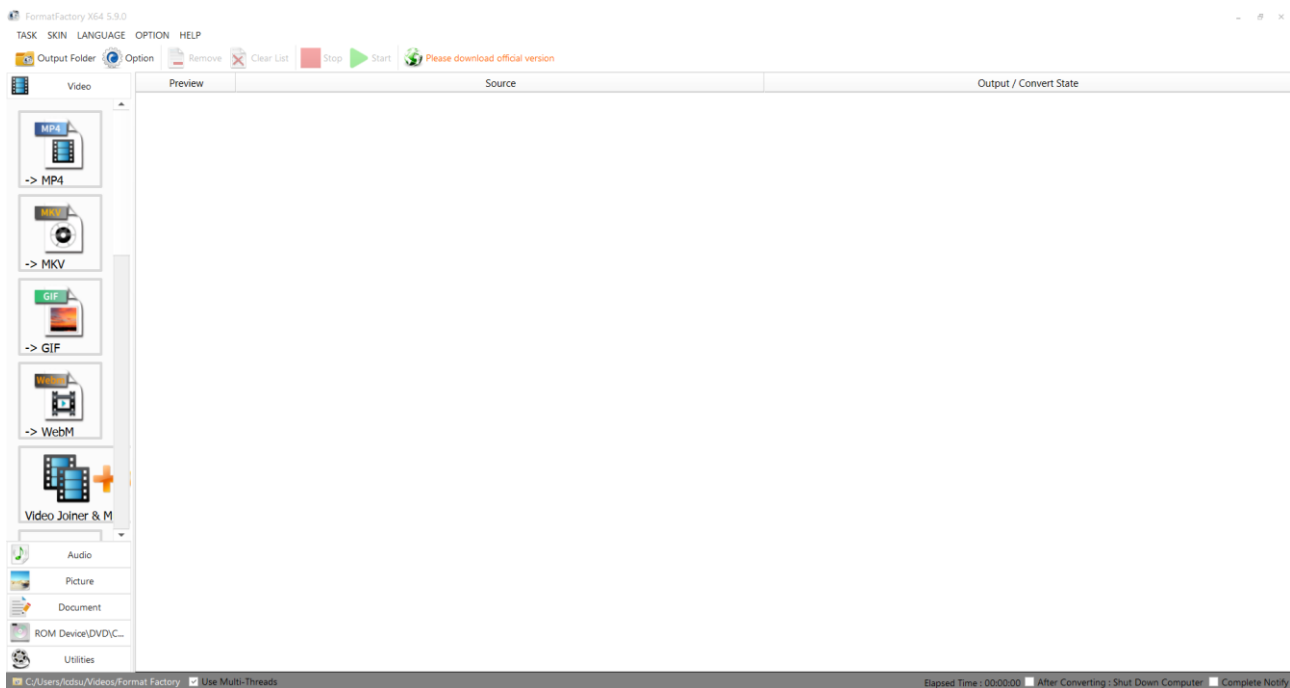 FormatFactory X64 5.9.0
TASK SKIN LANGUAGE OPTION HELP
Output Folder Option Remove Clear List Stop Start Please download official version
Video Preview Source Output / Convert State
MP4
-> MP4
MKV
-> MKV
GIF
-> GIF
WebM
-> WebM
Video Joiner & M
Audio
Picture
Document
ROM Device\DVD\C...
Utilities
C:/Users/lcdsu/Videos/Format Factory Use Multi-Threads Elapsed Time : 00:00:00 After Converting : Shut Down Computer Complete Notify